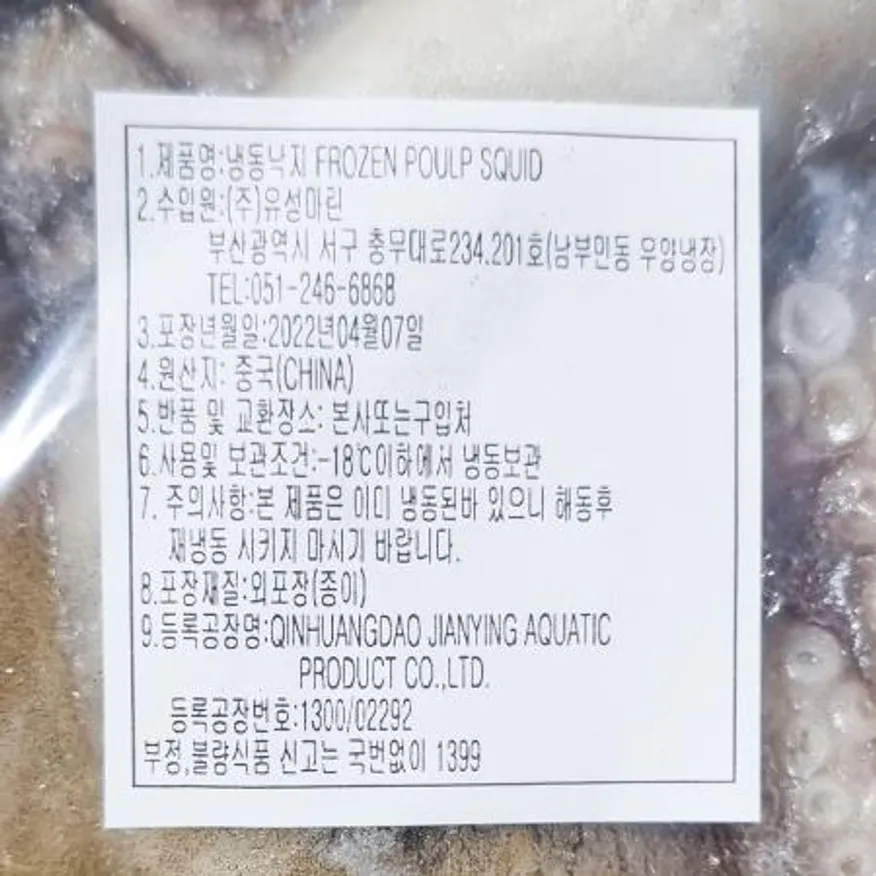 1.제품명:냉동낙지 FROZEN POULP SQUID
2.수입원:(주)유성마린
부산광역시 서구 충무대로234.201호(남부민동 우양냉장)
TEL:051-246-6868
3.포장년월일:2022년04월07일
4.원산지: 중국(CHINA)
5.반품 및 교환장소: 본사또는구입처
6.사용및 보관조건:-18℃이하에서 냉동보관
7. 주의사항:본 제품은 이미 냉동된바 있으니 해동후
재냉동 시키지 마시기 바랍니다.
8.포장재질:외포장(종이)
9.등록공장명:QINHUANGDAO JIANYING AQUATIC
PRODUCT CO.,LTD.
등록공장번호:1300/02292
부정,불량식품 신고는 국번없이 1399